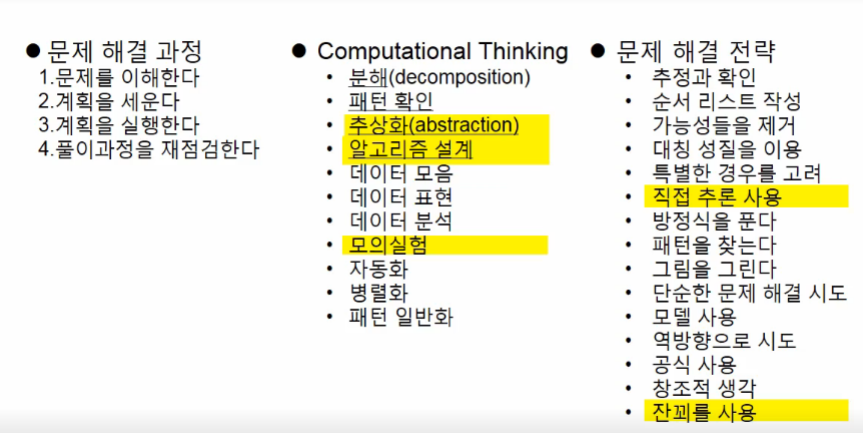 ● 문제 해결 과정
1.문제를 이해한다
2.계획을 세운다
3.계획을 실행한다
4.풀이과정을 재점검한다
● Computational Thinking
• 분해(decomposition)
• 패턴 확인
• 추상화(abstraction)
• 알고리즘 설계
• 데이터 모음
• 데이터 표현
• 데이터 분석
• 모의실험
• 자동화
• 병렬화
• 패턴 일반화
● 문제 해결 전략
• 추정과 확인
• 순서 리스트 작성
• 가능성들을 제거
• 대칭 성질을 이용
• 특별한 경우를 고려
• 직접 추론 사용
• 방정식을 푼다
• 패턴을 찾는다
• 그림을 그린다
• 단순한 문제 해결 시도
• 모델 사용
• 역방향으로 시도
• 공식 사용
• 창조적 생각
• 잔꾀를 사용